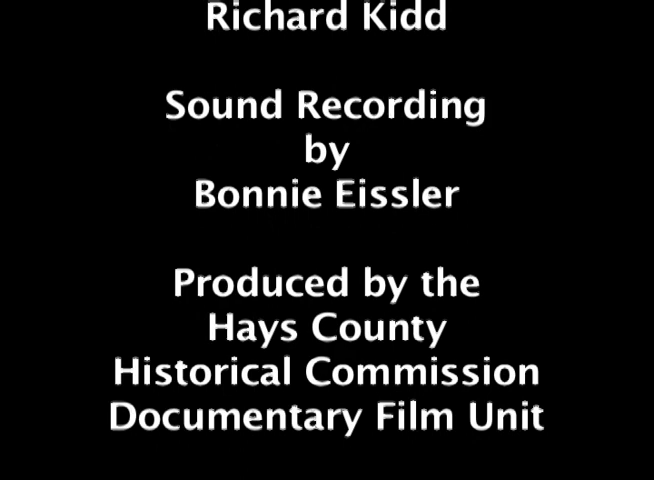 Richard Kidd
Sound Recording
by
Bonnie Eissler
Produced by the
Hays County
Historical Commission
Documentary Film Unit